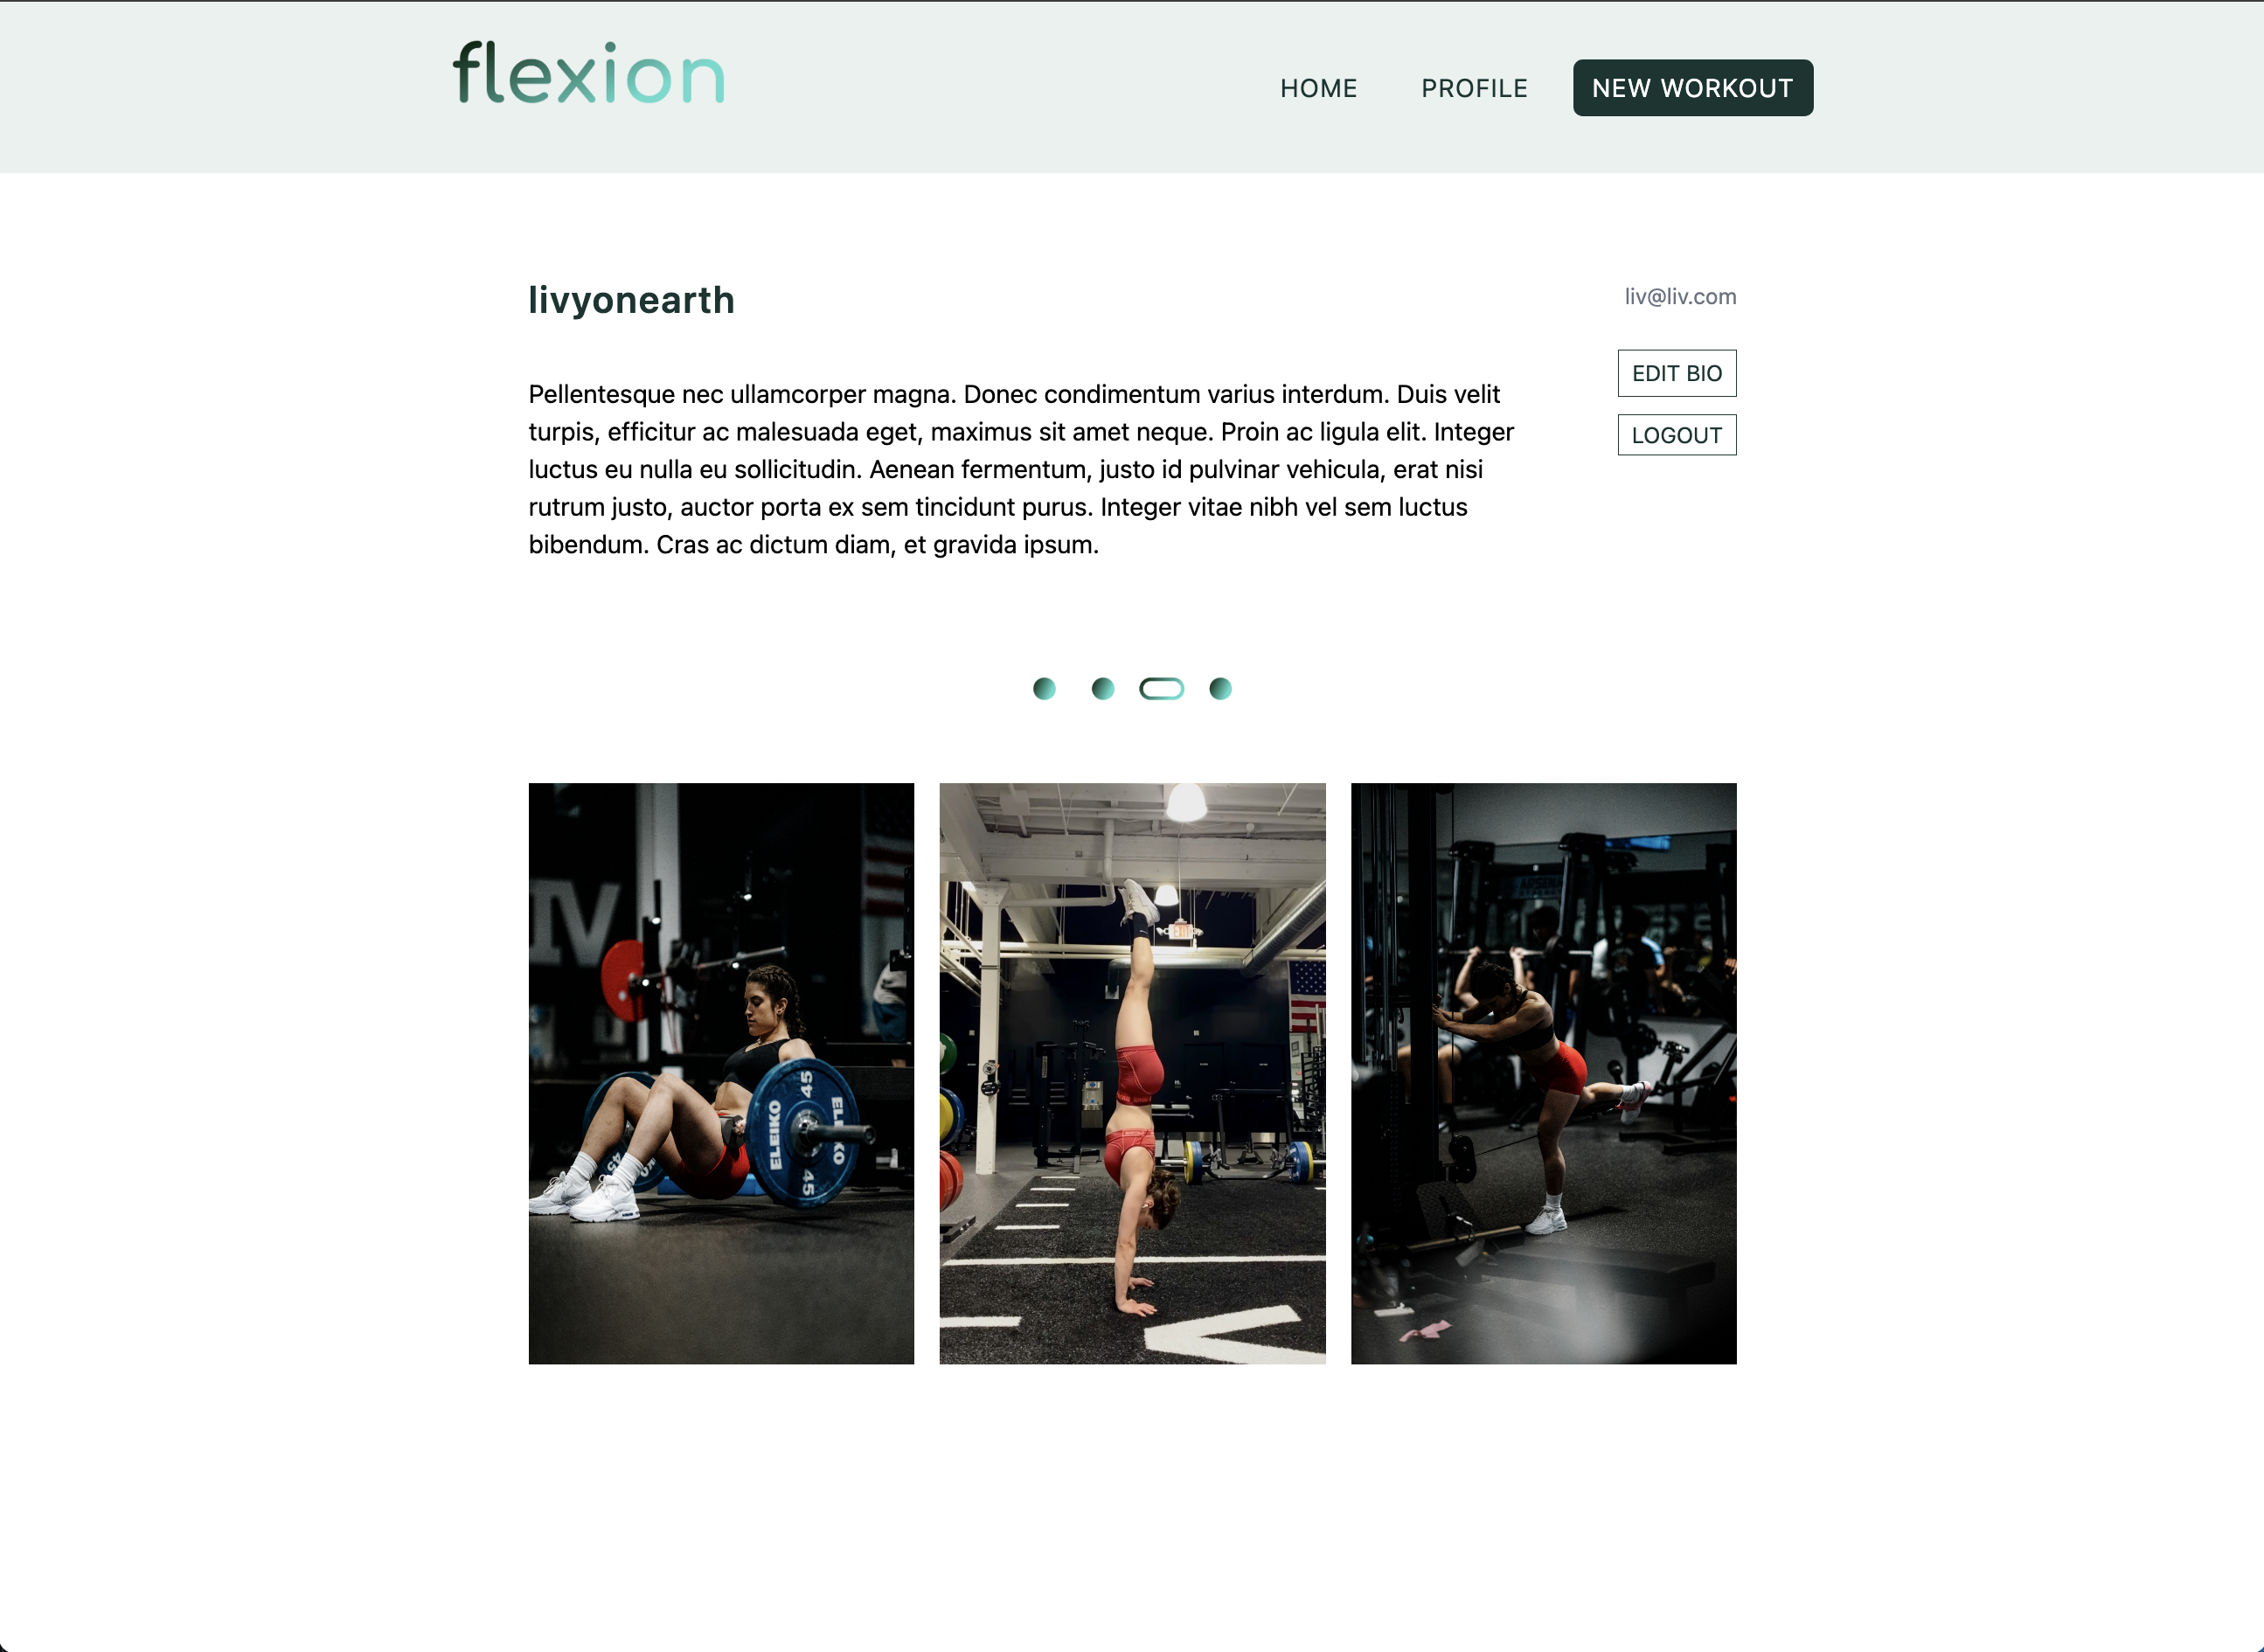 flexion
HOME
PROFILE
NEW WORKOUT
livyonearth
liv@liv.com
EDIT BIO
LOGOUT
Pellentesque nec ullamcorper magna. Donec condimentum varius interdum. Duis velit
turpis, efficitur ac malesuada eget, maximus sit amet neque. Proin ac ligula elit. Integer
luctus eu nulla eu sollicitudin. Aenean fermentum, justo id pulvinar vehicula, erat nisi
rutrum justo, auctor porta ex sem tincidunt purus. Integer vitae nibh vel sem luctus
bibendum. Cras ac dictum diam, et gravida ipsum.
IV
45
ELEIKO
45
45
EXIT